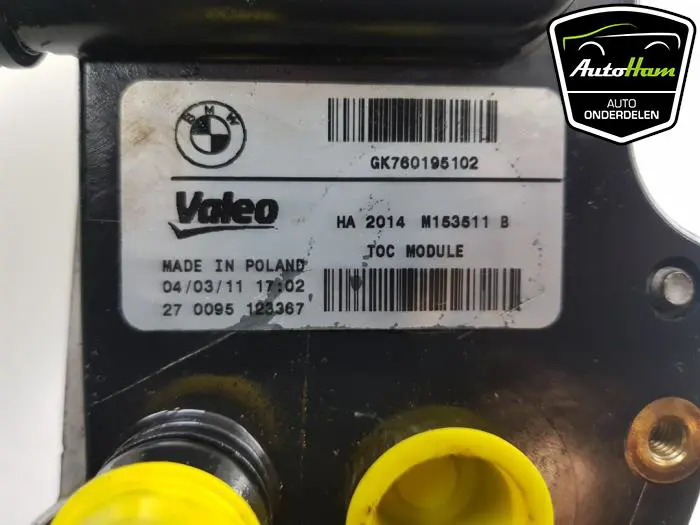 AutoHam
AUTO
ONDERDELEN
BMW
GK760195102
Valeo
HA 2014 M153511 B
TOC MODULE
MADE IN POLAND
04/03/11 17:02
27 0095 123367